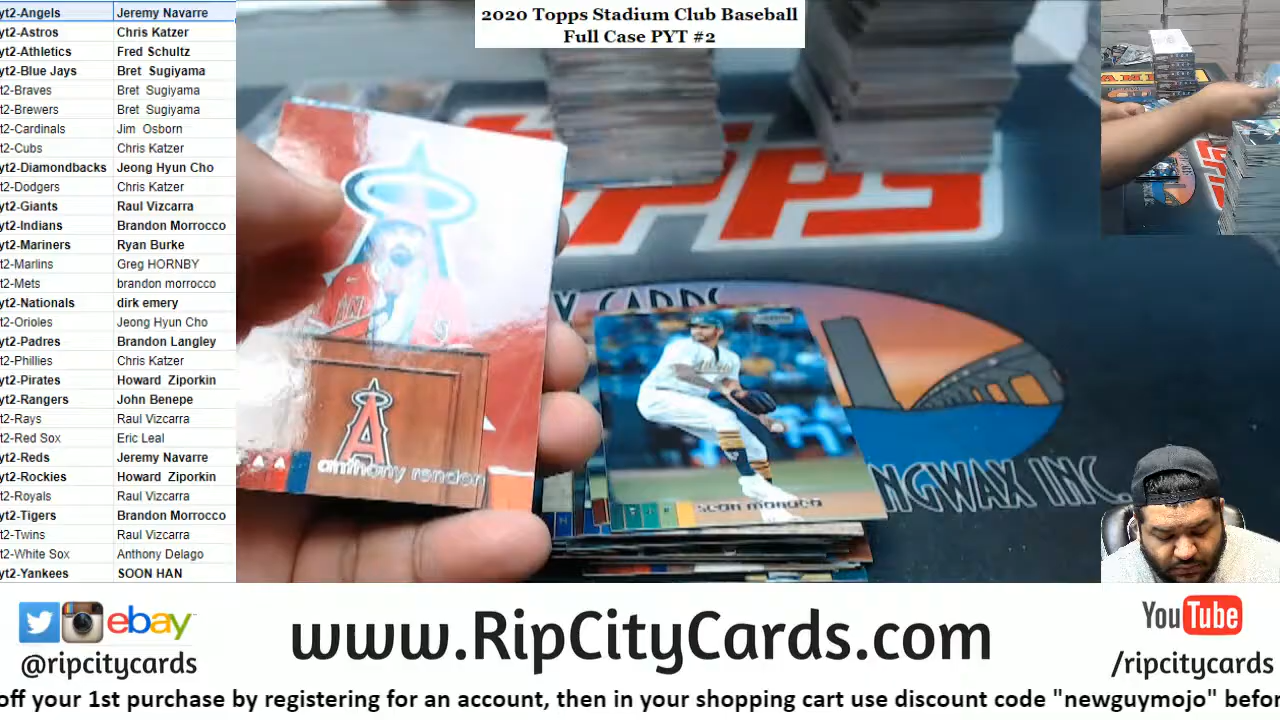 2020 Topps Stadium Club Baseball
Full Case PYT #2
yt2-Angels Jeremy Navarre
yt2-Astros Chris Katzer
yt2-Athletics Fred Schultz
yt2-Blue Jays Bret Sugiyama
t2-Braves Bret Sugiyama
t2-Brewers Bret Sugiyama
t2-Cardinals Jim Osborn
t2-Cubs Chris Katzer
yt2-Diamondbacks Jeong Hyun Cho
t2-Dodgers Chris Katzer
yt2-Giants Raul Vizcarra
yt2-Indians Brandon Morrocco
yt2-Mariners Ryan Burke
t2-Marlins Greg HORNBY
t2-Mets brandon morrocco
yt2-Nationals dirk emery
t2-Orioles Jeong Hyun Cho
yt2-Padres Brandon Langley
t2-Phillies Chris Katzer
yt2-Pirates Howard Ziporkin
yt2-Rangers John Benepe
t2-Rays Raul Vizcarra
t2-Red Sox Eric Leal
yt2-Reds Jeremy Navarre
yt2-Rockies Howard Ziporkin
t2-Royals Raul Vizcarra
yt2-Tigers Brandon Morrocco
t2-Twins Raul Vizcarra
t2-White Sox Anthony Delago
yt2-Yankees SOON HAN
TOPPS
CARDS
NGWAX INC.
A
anthony rendon
sean manaea
ebay
@ripcitycards
www.RipCityCards.com
YouTube
/ripcitycards
off your 1st purchase by registering for an account, then in your shopping cart use discount code "newguymojo" befor